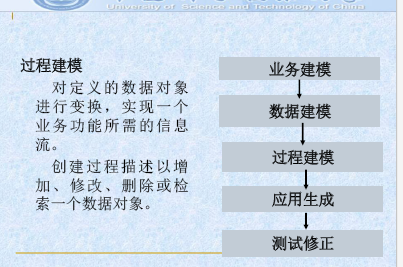 University of Science and Technology of China
过程建模
对定义的数据对象
进行变换，实现一个
业务功能所需的信息
流。
创建过程描述以增
加、修改、删除或检
索一个数据对象。
业务建模
数据建模
过程建模
应用生成
测试修正